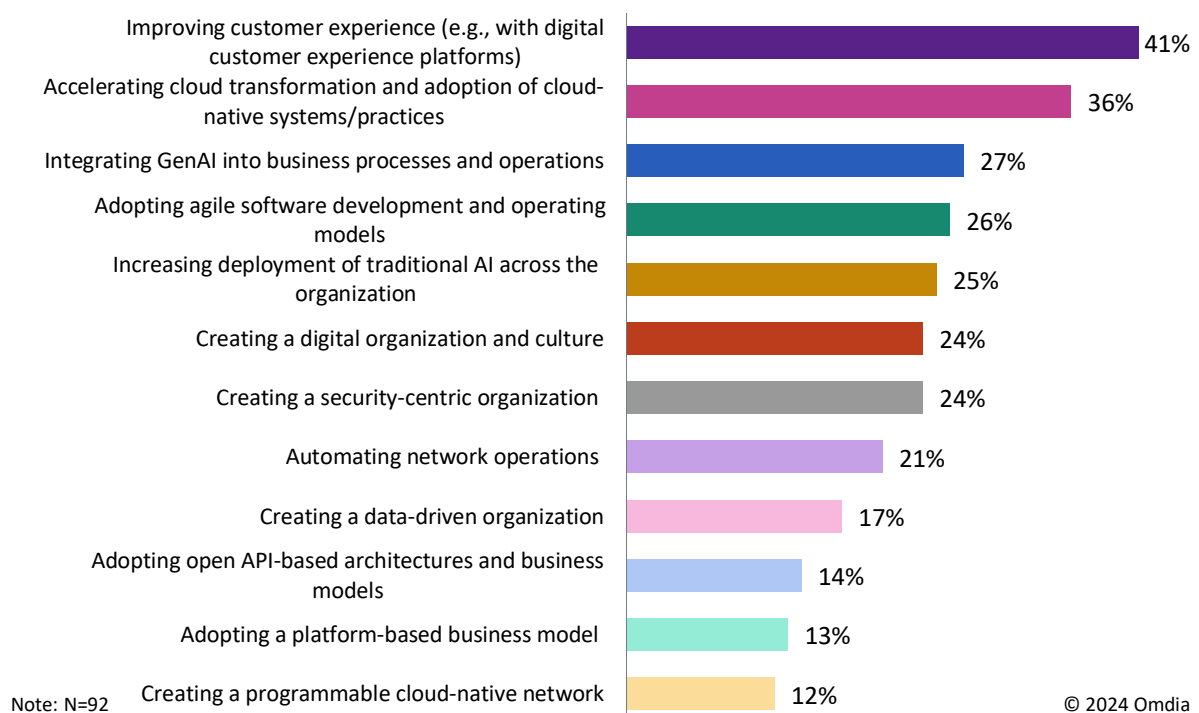 Improving customer experience (e.g., with digital
customer experience platforms)
41%
Accelerating cloud transformation and adoption of cloud-
native systems/practices
36%
Integrating GenAI into business processes and operations
27%
Adopting agile software development and operating
models
26%
Increasing deployment of traditional AI across the
organization
25%
Creating a digital organization and culture
24%
Creating a security-centric organization
24%
Automating network operations
21%
Creating a data-driven organization
17%
Adopting open API-based architectures and business
models
14%
Adopting a platform-based business model
13%
Creating a programmable cloud-native network
12%
Note: N=92
© 2024 Omdia